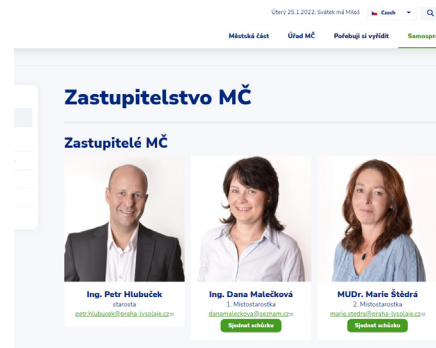 Úterý 25.1.2022. Svátek má Miloš
Czech
Městská část Úřad MČ Potřebuji si vyřídit Samospr
Zastupitelstvo MČ
Zastupitelé MČ
Ing. Petr Hlubuček
starosta
petr.hlubucek@praha-lysolaje.cz
Ing. Dana Malečková
1. Místostarostka
danamaleckova@seznam.cz
Sjednat schůzku
MUDr. Marie Štědrá
2. Místostarostka
marie.stedra@praha-lysolaje.cz
Sjednat schůzku